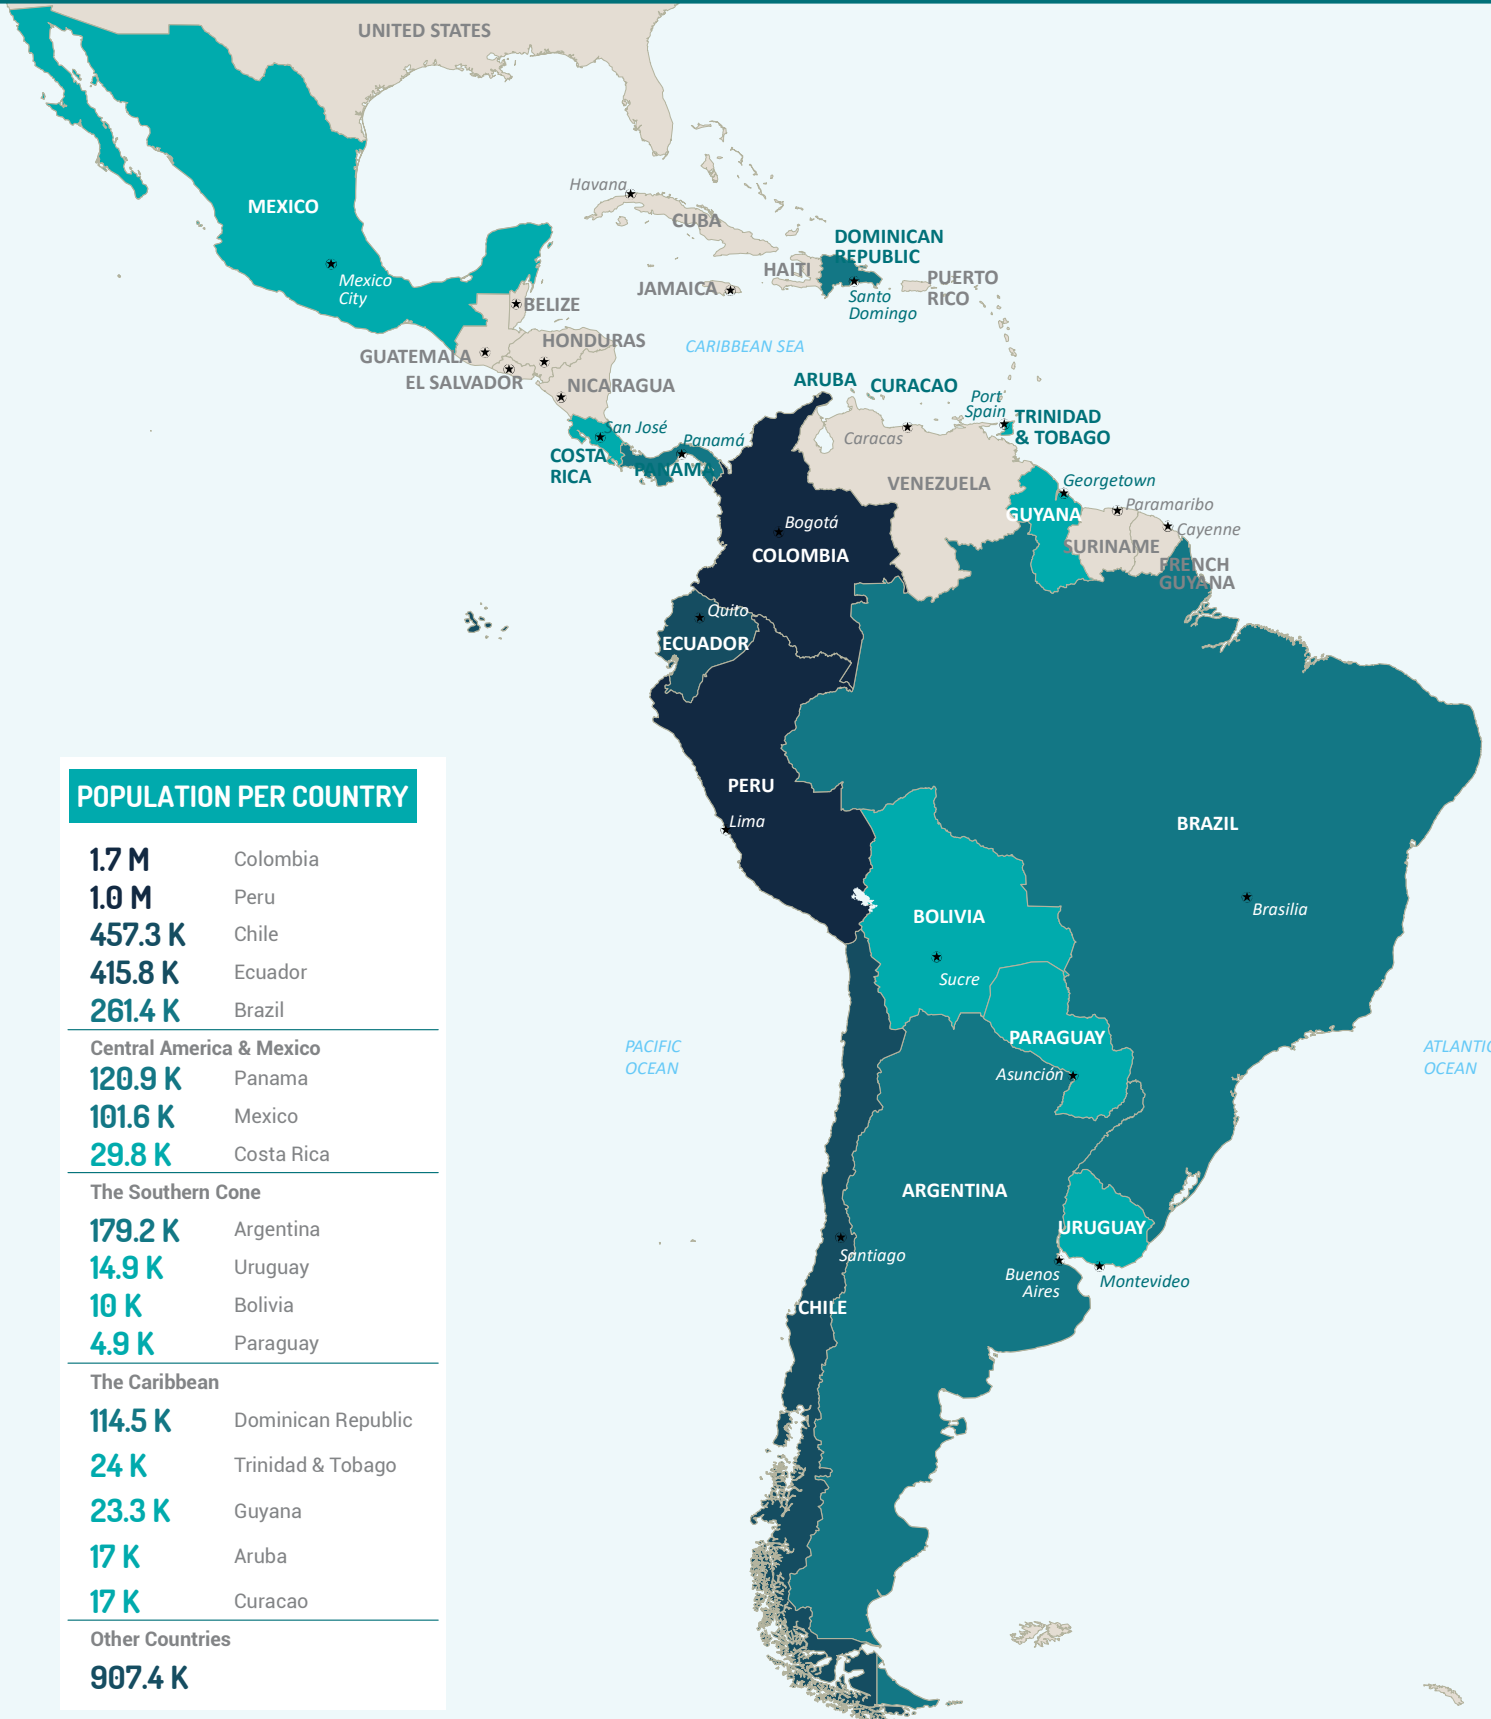 UNITED STATES
MEXICO
Mexico
City
Havana
CUBA
DOMINICAN
REPUBLIC
HAITI
JAMAICA
PUERTO
RICO
Santo
Domingo
BELIZE
HONDURAS
GUATEMALA
EL SALVADOR
NICARAGUA
CARIBBEAN SEA
ARUBA
CURACAO
Port
Spain
TRINIDAD
& TOBAGO
San José
Panamá
COSTA
RICA
PANAMA
Caracas
VENEZUELA
Georgetown
GUYANA
Paramaribo
Cayenne
SURINAME
FRENCH
GUYANA
Bogotá
COLOMBIA
Quito
ECUADOR
PERU
Lima
BRAZIL
Brasilia
BOLIVIA
Sucre
PARAGUAY
Asunción
PACIFIC
OCEAN
ATLANTIC
OCEAN
ARGENTINA
URUGUAY
Santiago
Buenos
Aires
Montevideo
CHILE
POPULATION PER COUNTRY
1.7 M Colombia
1.0 M Peru
457.3 K Chile
415.8 K Ecuador
261.4 K Brazil
Central America & Mexico
120.9 K Panama
101.6 K Mexico
29.8 K Costa Rica
The Southern Cone
179.2 K Argentina
14.9 K Uruguay
10 K Bolivia
4.9 K Paraguay
The Caribbean
114.5 K Dominican Republic
24 K Trinidad & Tobago
23.3 K Guyana
17 K Aruba
17 K Curacao
Other Countries
907.4 K